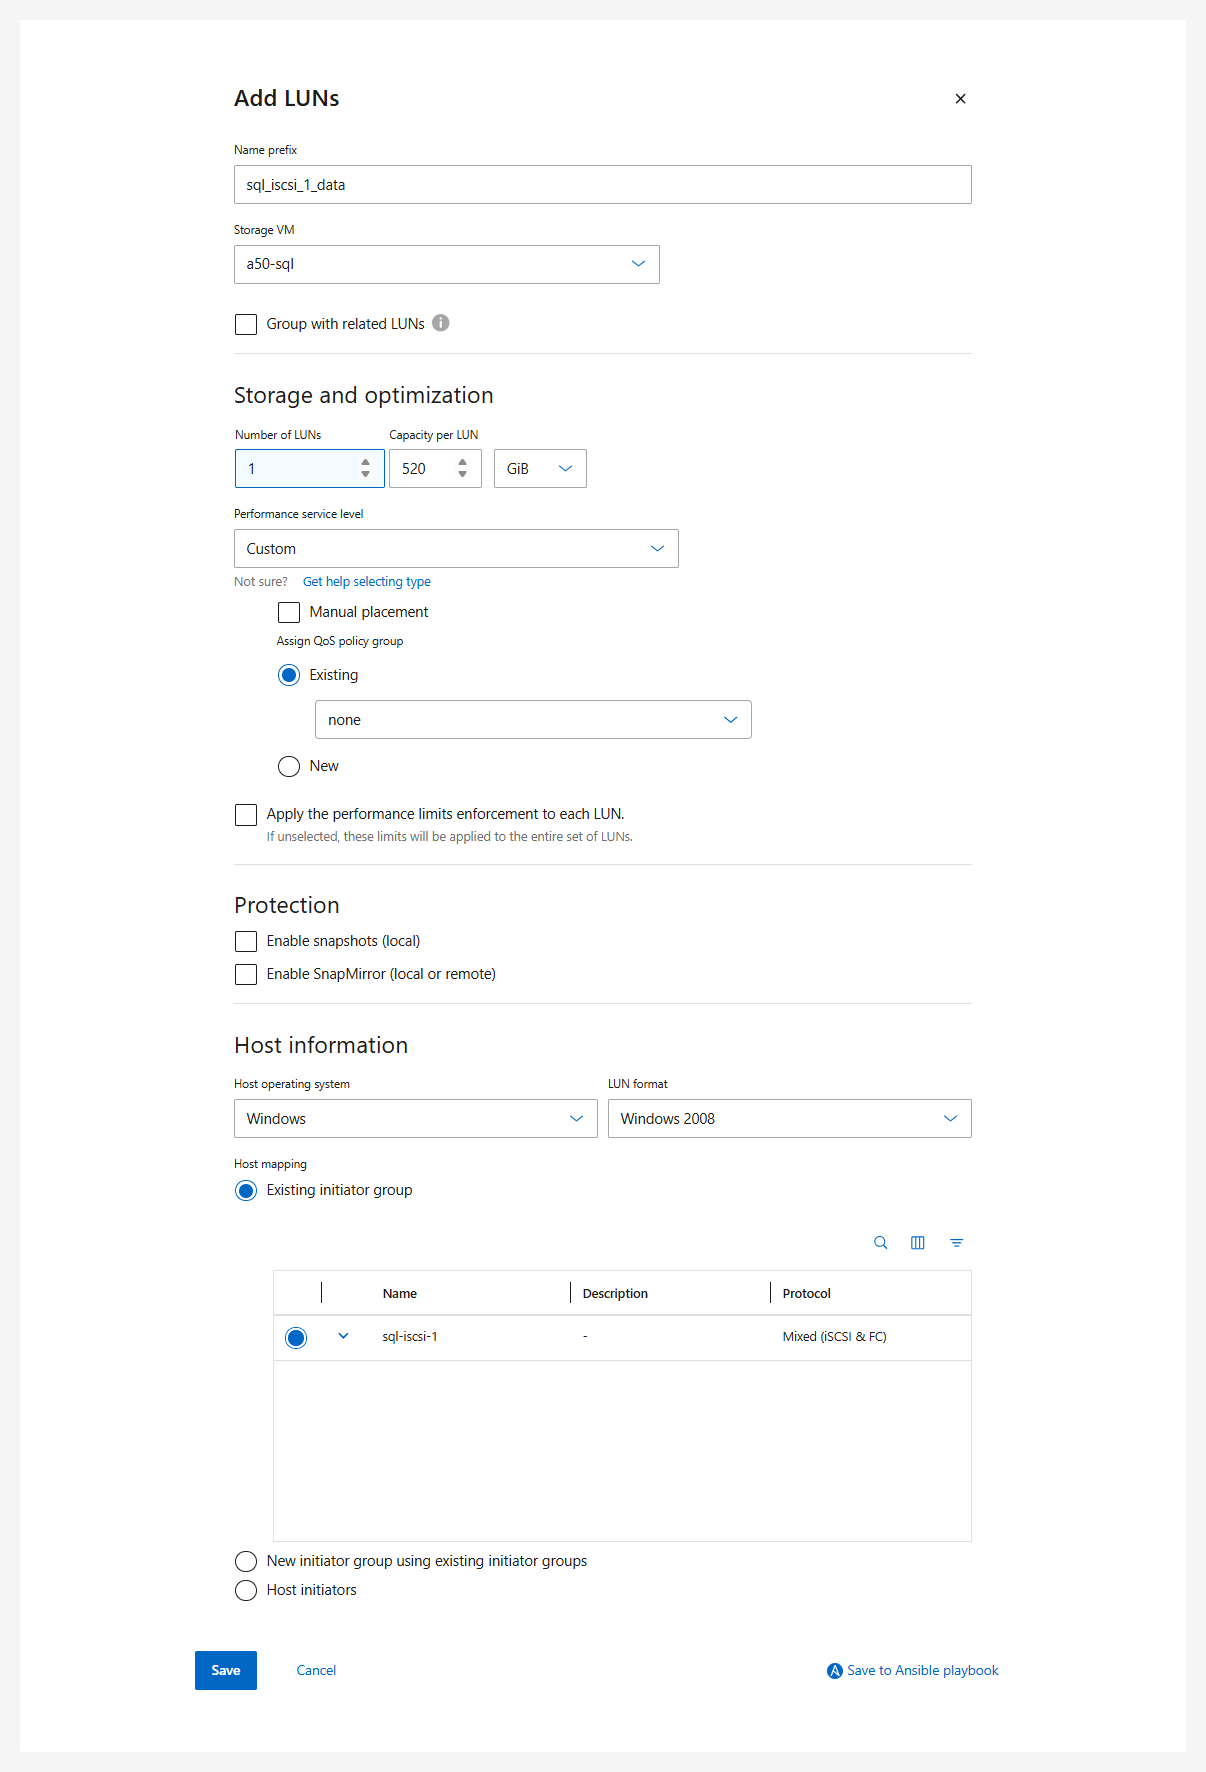 Add LUNs
Name prefix
sql_iscsi_1_data
Storage VM
a50-sql
Group with related LUNs
Storage and optimization
Number of LUNs Capacity per LUN
1 520 GiB
Performance service level
Custom
Not sure? Get help selecting type
Manual placement
Assign QoS policy group
Existing
none
New
Apply the performance limits enforcement to each LUN.
If unselected, these limits will be applied to the entire set of LUNs.
Protection
Enable snapshots (local)
Enable SnapMirror (local or remote)
Host information
Host operating system LUN format
Windows Windows 2008
Host mapping
Existing initiator group
Name Description Protocol
sql-iscsi-1 - Mixed (iSCSI & FC)
New initiator group using existing initiator groups
Host initiators
Save Cancel Save to Ansible playbook